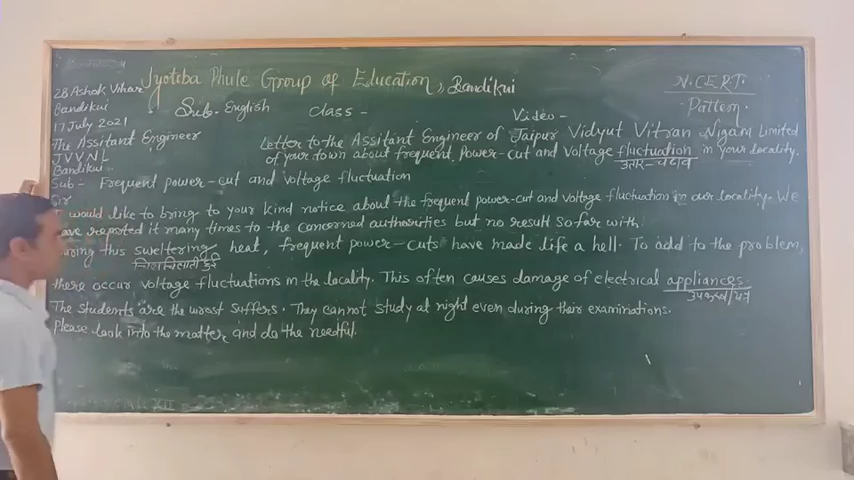 Jyoteba Phule Group of Education, Bandikui
N.C.E.R.T.
Pattern
Sub. English Class - Video -
28 Ashok Vihar
Bandikui
17 July 2021
The Assitant Engineer
JVVNL
Bandikui
Letter to the Assitant Engineer of Jaipur Vidyut Vitran Nigam Limited
of your town about frequent Power-cut and Voltage fluctuation in your locality.
उतार-चढाव
Sub- Frequent power-cut and voltage fluctuation
Sir
I would like to bring to your kind notice about the frequent power-cut and voltage fluctuation in our locality. We
have reported it many times to the concerned authorities but no result so far with.
During this sweltering heat, frequent power-cuts have made life a hell. To add to the problem,
there occur voltage fluctuations in the locality. This often causes damage of electrical appliances
The students are the worst suffers. They cannot study at night even during their examinations.
Please look into the matter and do the needful.